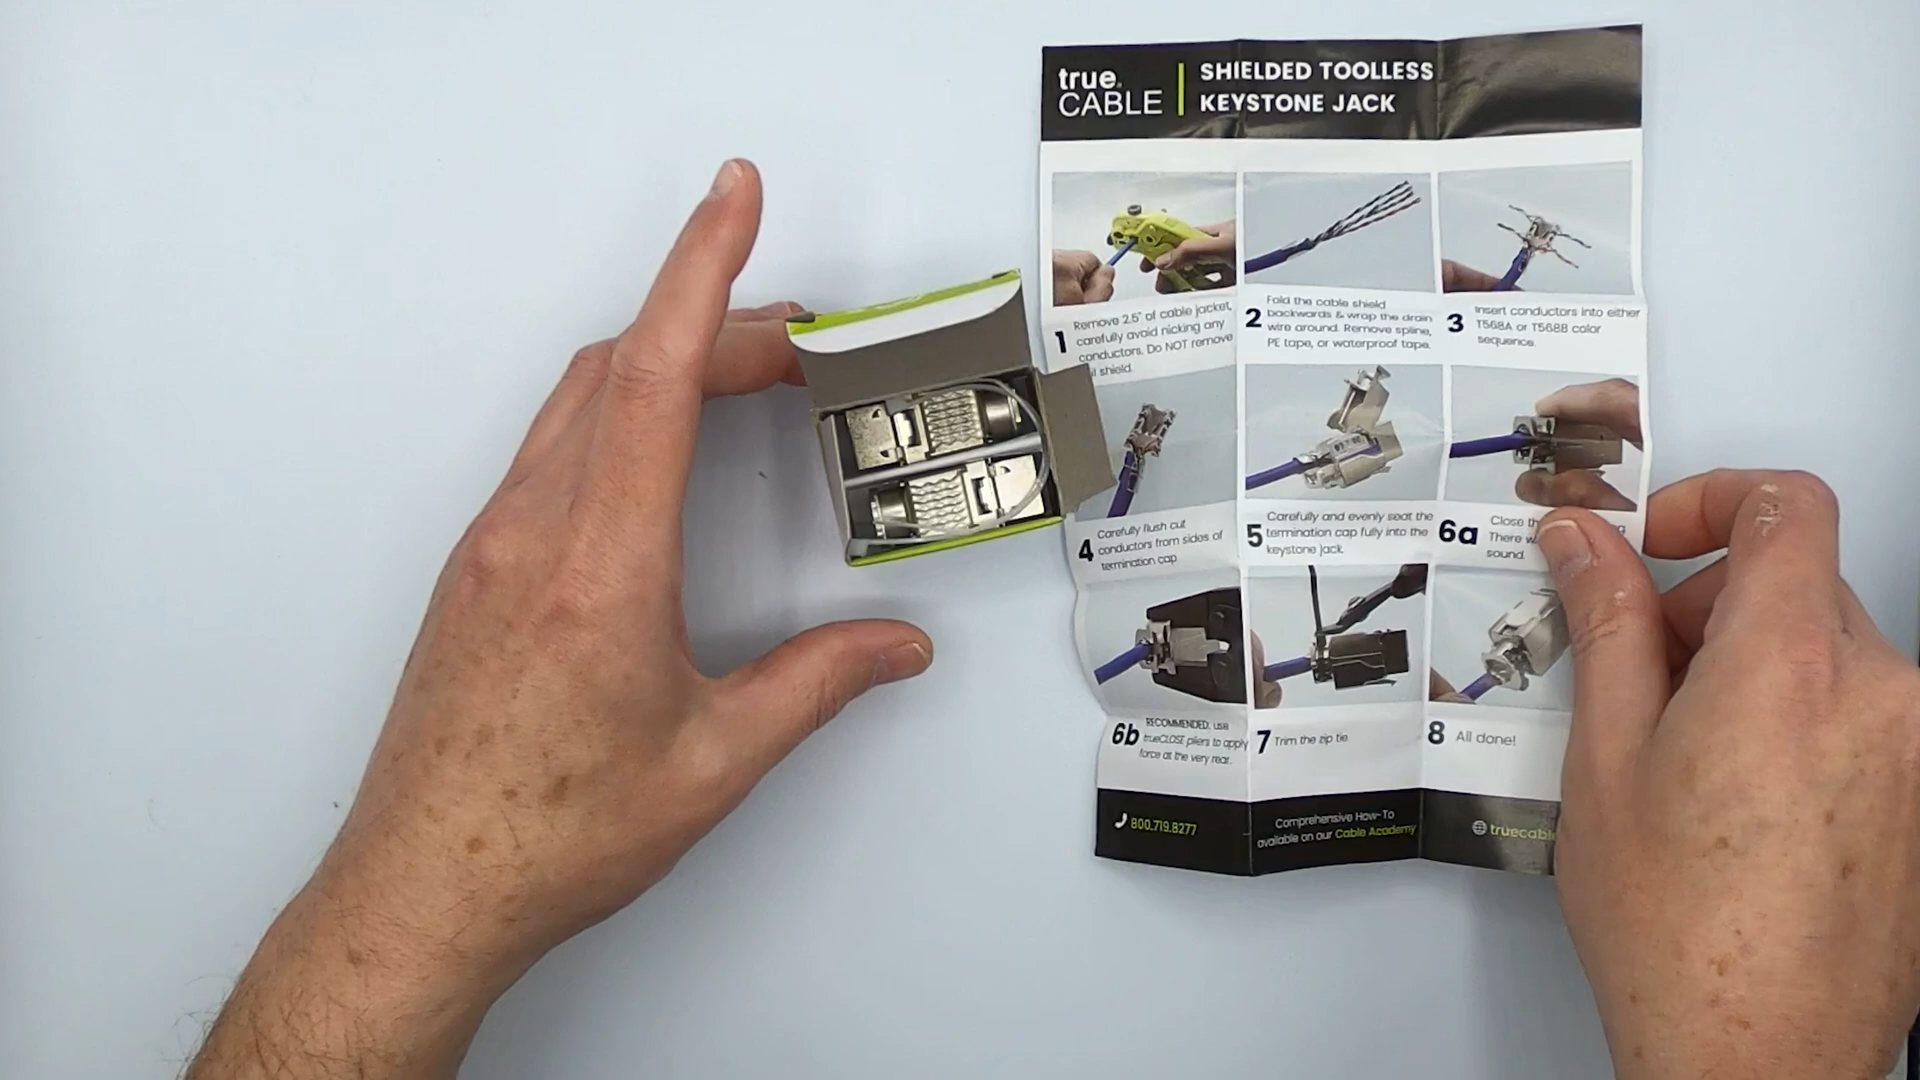 true
CABLE
SHIELDED TOOLLESS
KEYSTONE JACK
1
Remove 2.5" of cable jacket,
carefully avoid nicking any
conductors. Do NOT remove
shield.
2
Fold the cable shield
backwards & wrap the drain
wire around. Remove spline,
PE tape, or waterproof tape.
3
Insert conductors into either
T568A or T568B color
sequence.
4
Carefully flush cut
conductors from sides of
termination cap.
5
Carefully and evenly seat the
termination cap fully into the
keystone jack.
6a
Close
There
sound.
6b
RECOMMENDED: use
trueCLOSE pliers to apply
force at the very rear.
7
Trim the zip tie
8
All done!
800.719.8277
Comprehensive How-To
available on our Cable Academy